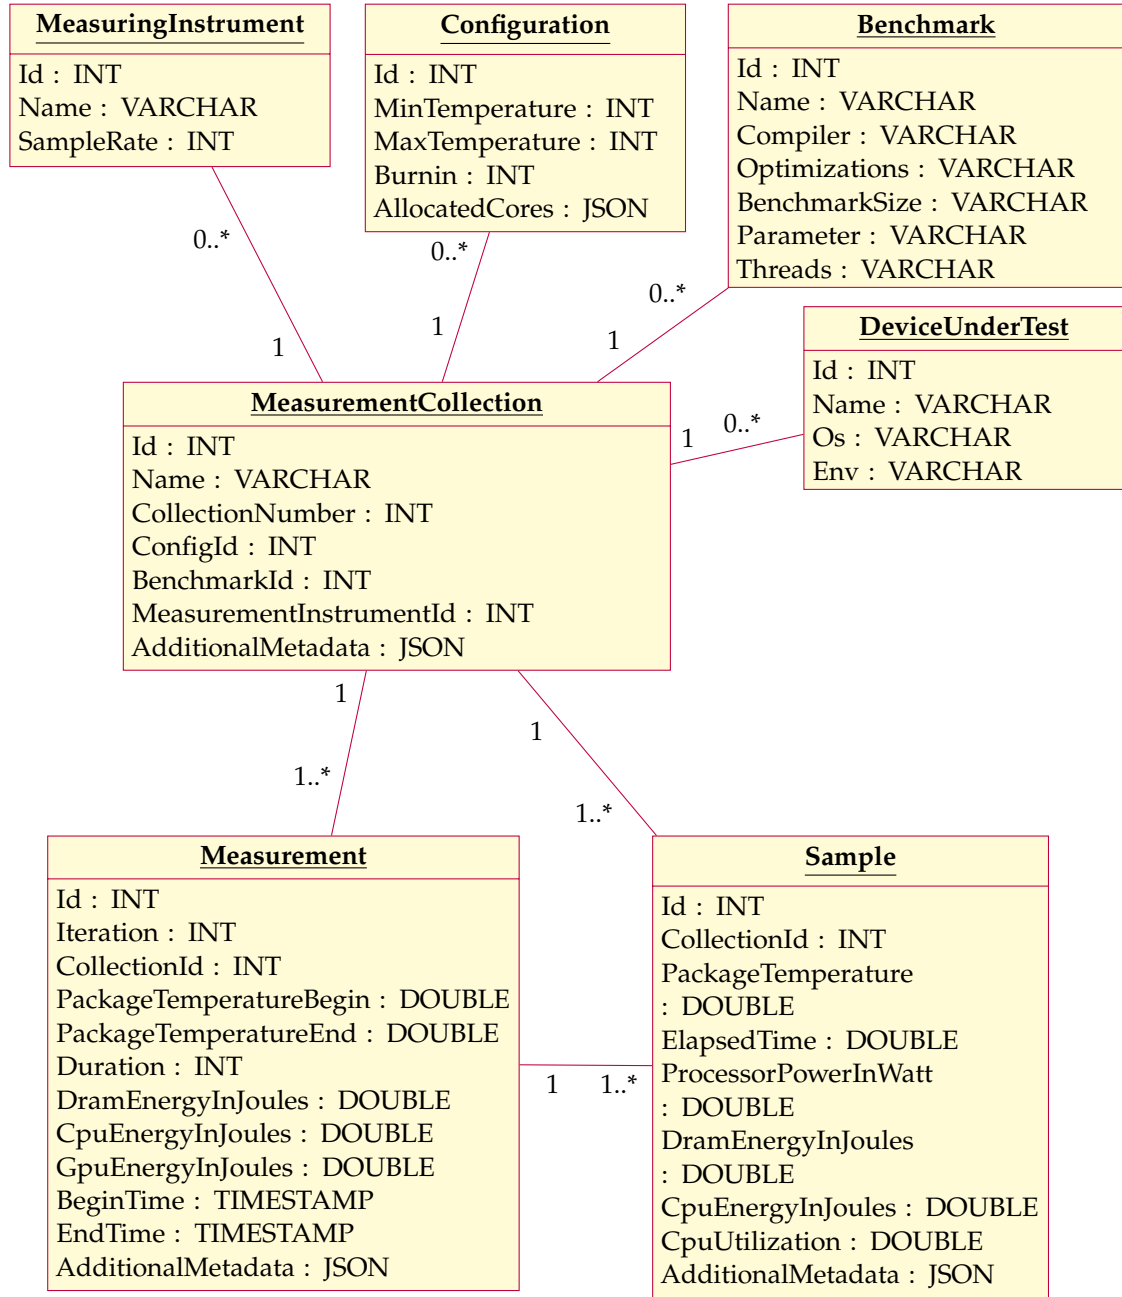 MeasuringInstrument
Id : INT
Name : VARCHAR
SampleRate : INT
Configuration
Id : INT
MinTemperature : INT
MaxTemperature : INT
Burnin : INT
AllocatedCores : JSON
Benchmark
Id : INT
Name : VARCHAR
Compiler : VARCHAR
Optimizations : VARCHAR
BenchmarkSize : VARCHAR
Parameter : VARCHAR
Threads : VARCHAR
0..*
0..*
0..*
1
1
1
DeviceUnderTest
Id : INT
Name : VARCHAR
Os : VARCHAR
Env : VARCHAR
1
0..*
MeasurementCollection
Id : INT
Name : VARCHAR
CollectionNumber : INT
ConfigId : INT
BenchmarkId : INT
MeasurementInstrumentId : INT
AdditionalMetadata : JSON
1
1
1..*
1..*
Measurement
Id : INT
Iteration : INT
CollectionId : INT
PackageTemperatureBegin : DOUBLE
PackageTemperatureEnd : DOUBLE
Duration : INT
DramEnergyInJoules : DOUBLE
CpuEnergyInJoules : DOUBLE
GpuEnergyInJoules : DOUBLE
BeginTime : TIMESTAMP
EndTime : TIMESTAMP
AdditionalMetadata : JSON
1
1..*
Sample
Id : INT
CollectionId : INT
PackageTemperature
: DOUBLE
ElapsedTime : DOUBLE
ProcessorPowerInWatt
: DOUBLE
DramEnergyInJoules
: DOUBLE
CpuEnergyInJoules : DOUBLE
CpuUtilization : DOUBLE
AdditionalMetadata : JSON